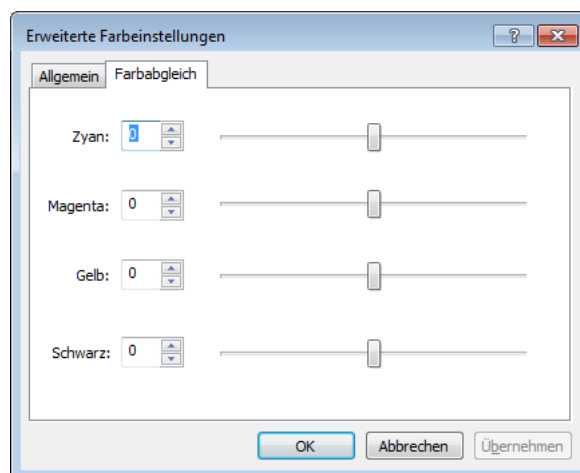 Erweiterte Farbeinstellungen
Allgemein Farbabgleich
Zyan: 0
Magenta: 0
Gelb: 0
Schwarz: 0
OK Abbrechen Übernehmen